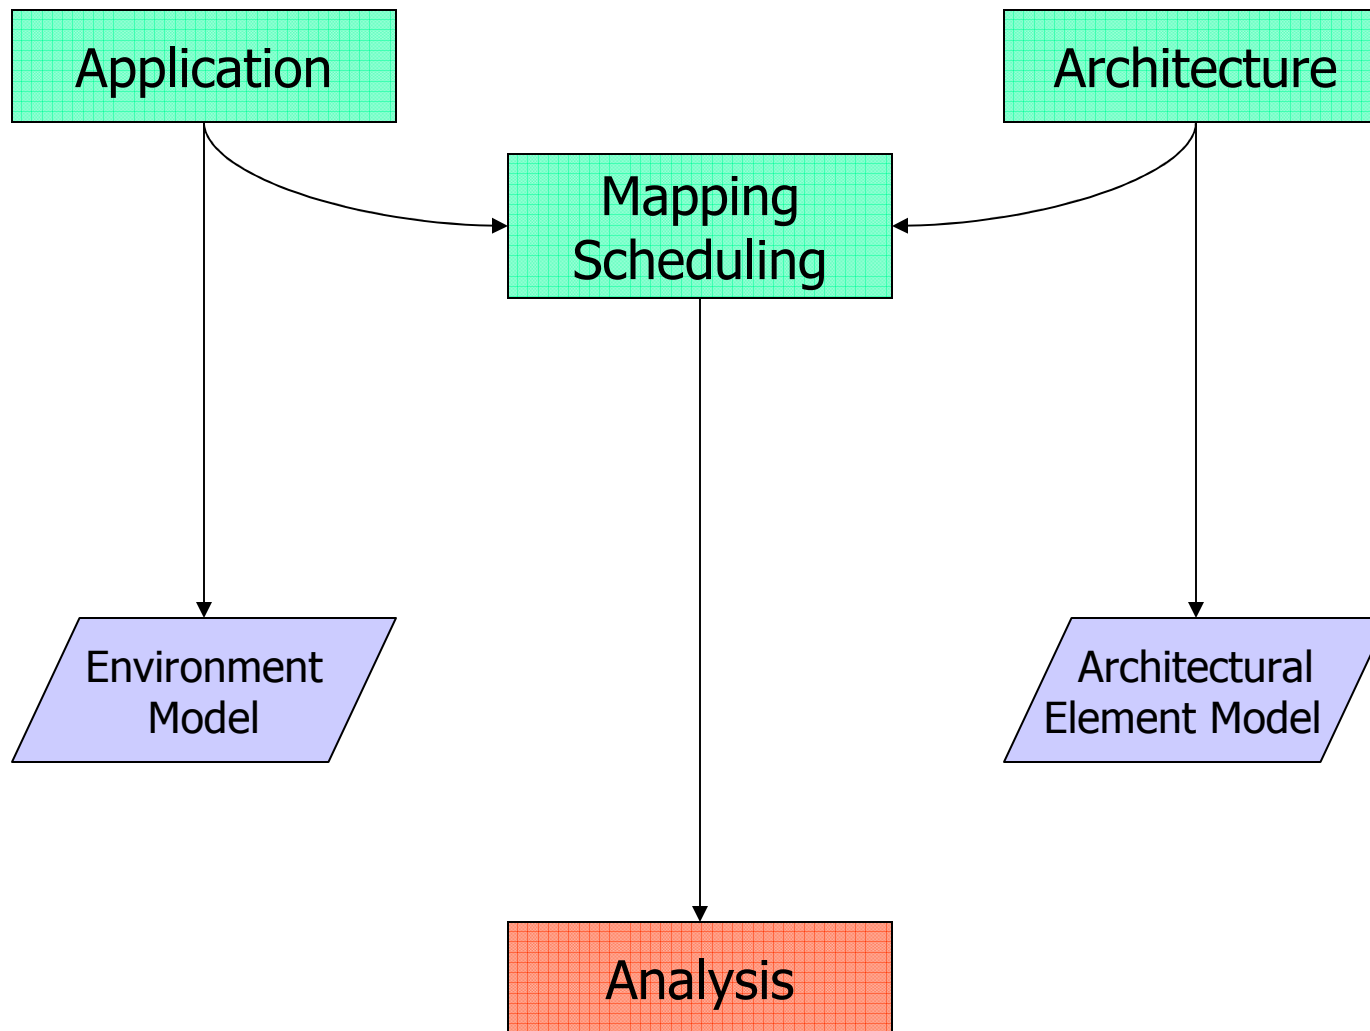 Application
Architecture
Mapping
Scheduling
Environment
Model
Architectural
Element Model
Analysis